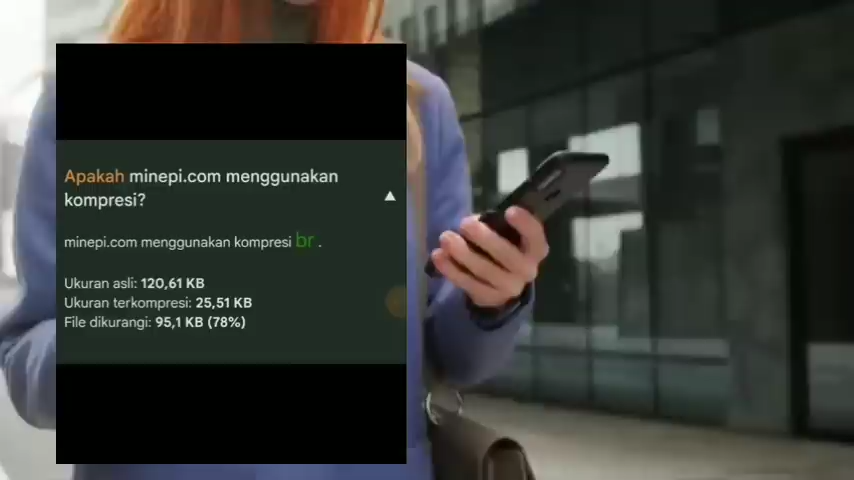 Apakah minepi.com menggunakan
kompresi?
minepi.com menggunakan kompresi br .
Ukuran asli: 120,61 KB
Ukuran terkompresi: 25,51 KB
File dikurangi: 95,1 KB (78%)